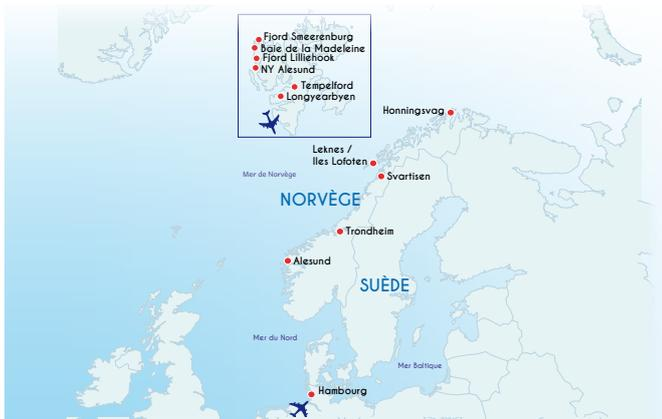 Fjord Smeerenburg
Baie de la Madeleine
Fjord Lilliehook
NY Alesund
Tempelford
Longyearbyen
Honningsvag
Leknes /
Iles Lofoten
Mer de Norvège
Svartisen
NORVÈGE
Trondheim
Alesund
SUÈDE
Mer du Nord
Mer Baltique
Hambourg